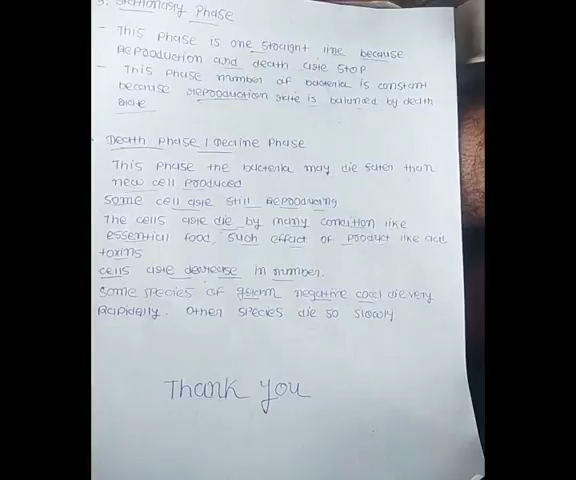 3. Stationary Phase
- This phase is one straight line because
Reproduction and death are stop
- This phase number of bacteria is constant
because reproduction rate is balanced by death
rate
Death phase / Decline Phase
This phase the bacteria may die than
new cell produced
Some cell are still Reproducing
The cells are die by many condition like
essential food, such effect of product like acid
toxins
cells are decrease in number.
Some species of gram negative cocci die very
Rapidally. Other species die so slowly
Thank you